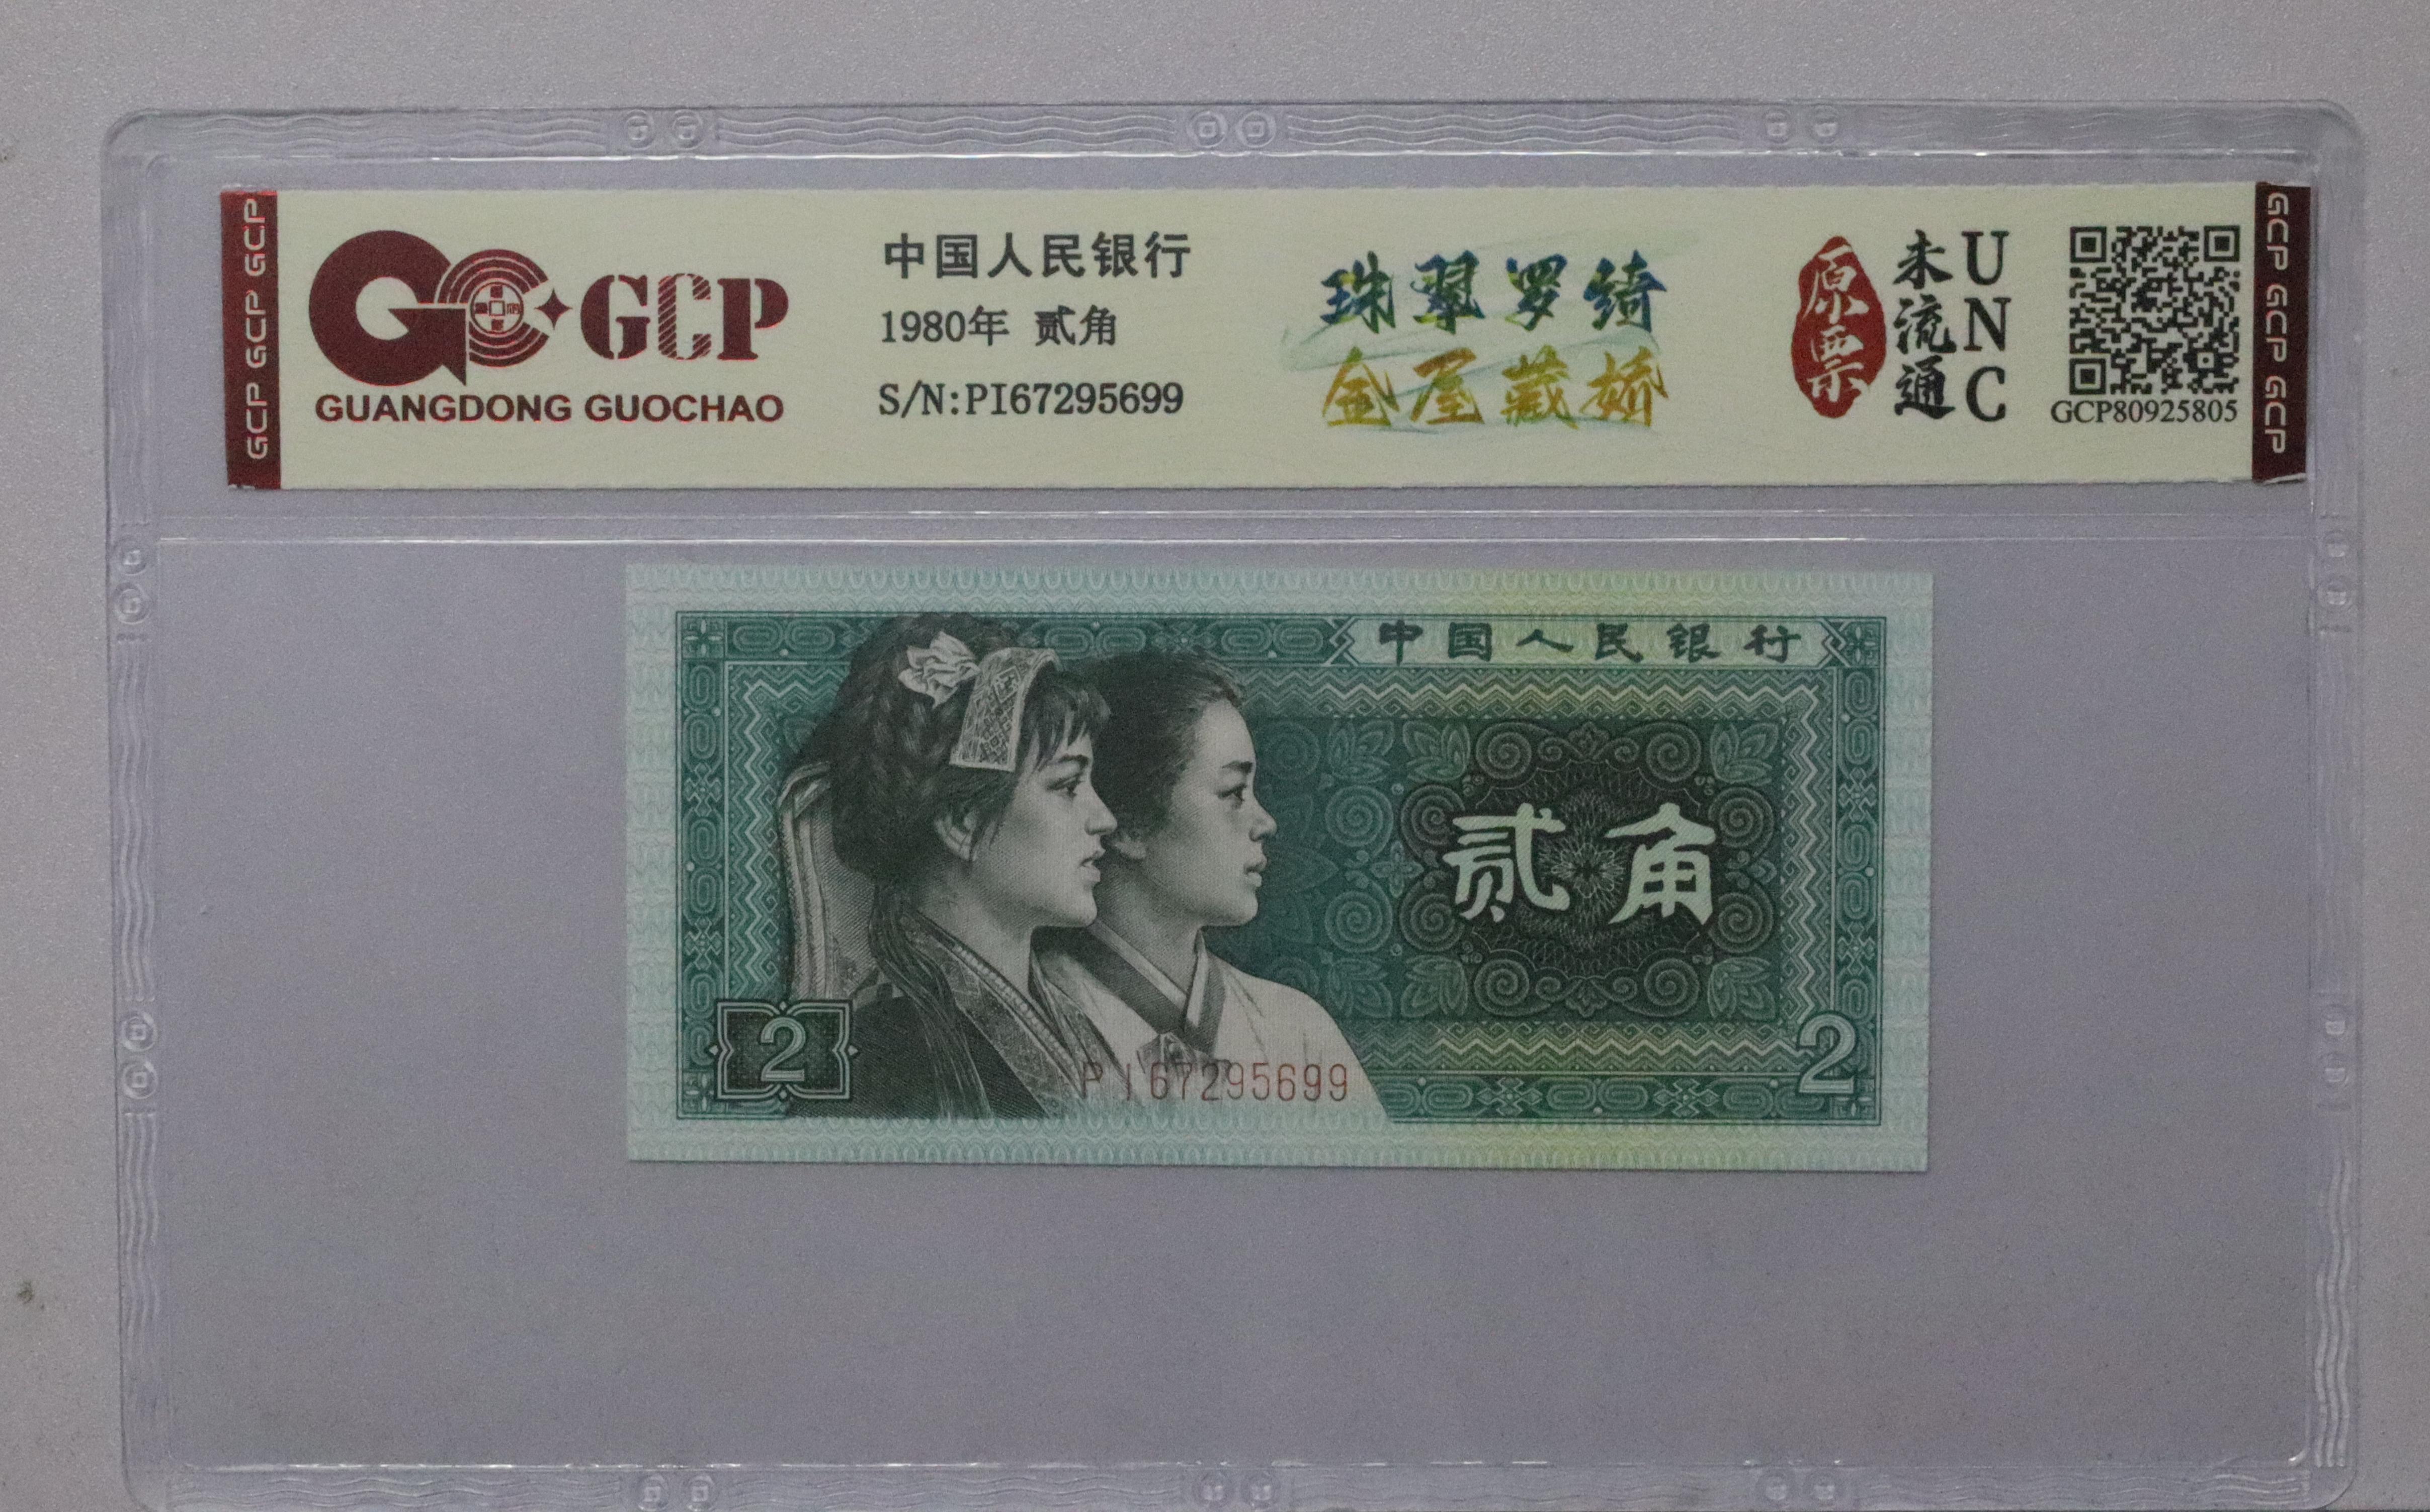 GCP GCP GCP
GCP
GUANGDONG GUOCHAO
中国人民银行
1980年 贰角
S/N:PI67295699
珠翠罗绮
金屋藏娇
原票
未流通
UNC
GCP80925805
GCP GCP GCP
中国人民银行
贰角
2
PI67295699
2